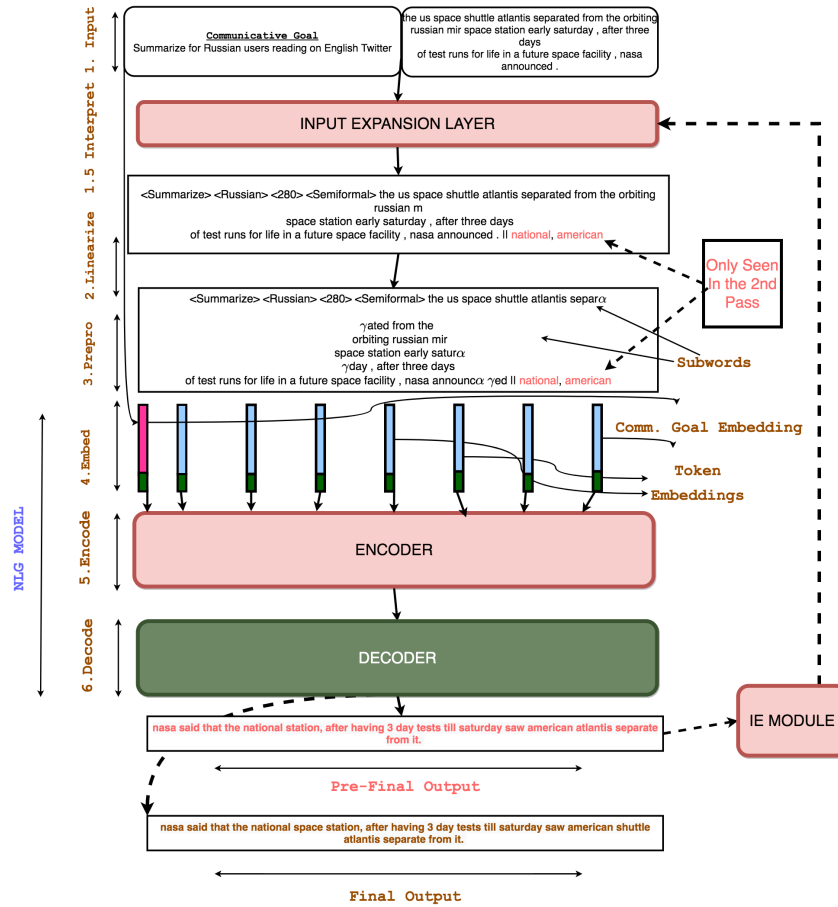 1. Input
Communicative Goal
Summarize for Russian users reading on English Twitter
the us space shuttle atlantis separated from the orbiting
russian mir space station early saturday , after three
days
of test runs for life in a future space facility , nasa
announced .
1.5 Interpret
INPUT EXPANSION LAYER
2.Linearize
<Summarize> <Russian> <280> <Semiformal> the us space shuttle atlantis separated from the orbiting
russian m
space station early saturday , after three days
of test runs for life in a future space facility , nasa announced . || national, american
Only Seen
In the 2nd
Pass
3.Prepro
<Summarize> <Russian> <280> <Semiformal> the us space shuttle atlantis separα
γated from the
orbiting russian mir
space station early saturα
γday , after three days
of test runs for life in a future space facility , nasa announcα γed || national, american
Subwords
4.Embed
Comm. Goal Embedding
Token
Embeddings
NLG MODEL
5.Encode
ENCODER
6.Decode
DECODER
nasa said that the national station, after having 3 day tests till saturday saw american atlantis separate
from it.
IE MODULE
Pre-Final Output
nasa said that the national space station, after having 3 day tests till saturday saw american shuttle
atlantis separate from it.
Final Output